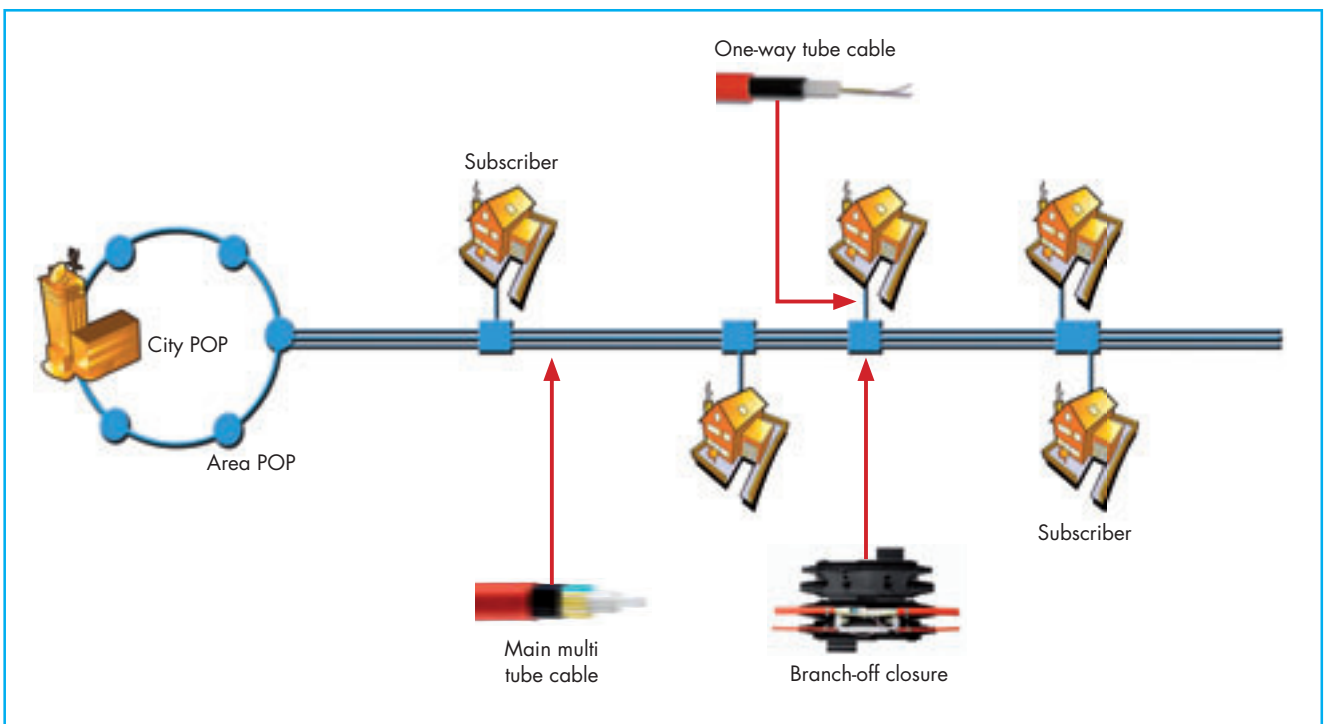 One-way tube cable
Subscriber
City POP
Area POP
Subscriber
Main multi
tube cable
Branch-off closure